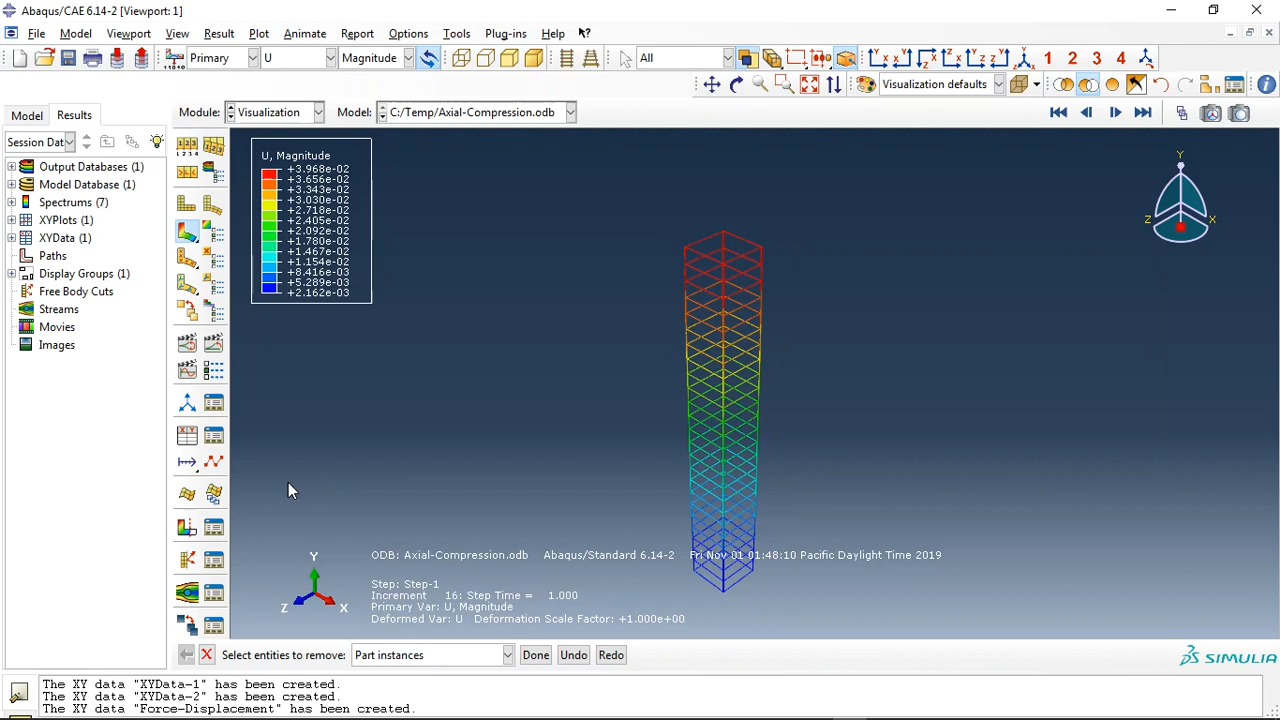 Abaqus/CAE 6.14-2 [Viewport: 1]
File Model Viewport View Result Plot Animate Report Options Tools Plug-ins Help
Primary U Magnitude All 1 2 3 4
Visualization defaults
Model Results Module: Visualization Model: C:/Temp/Axial-Compression.odb
Session Dat
Output Databases (1)
Model Database (1)
Spectrums (7)
XYPlots (1)
XYData (1)
Paths
Display Groups (1)
Free Body Cuts
Streams
Movies
Images
U, Magnitude
+3.968e-02
+3.656e-02
+3.343e-02
+3.030e-02
+2.718e-02
+2.405e-02
+2.092e-02
+1.780e-02
+1.467e-02
+1.154e-02
+8.416e-03
+5.289e-03
+2.162e-03
Y
Z X
ODB: Axial-Compression.odb Abaqus/Standard 6.14-2 Fri Nov 01 01:48:10 Pacific Daylight Time 2019
Y
Z X
Step: Step-1
Increment 16: Step Time = 1.000
Primary Var: U, Magnitude
Deformed Var: U Deformation Scale Factor: +1.000e+00
Select entities to remove: Part instances Done Undo Redo
SIMULIA
The XY data "XYData-1" has been created.
The XY data "XYData-2" has been created.
The XY data "Force-Displacement" has been created.